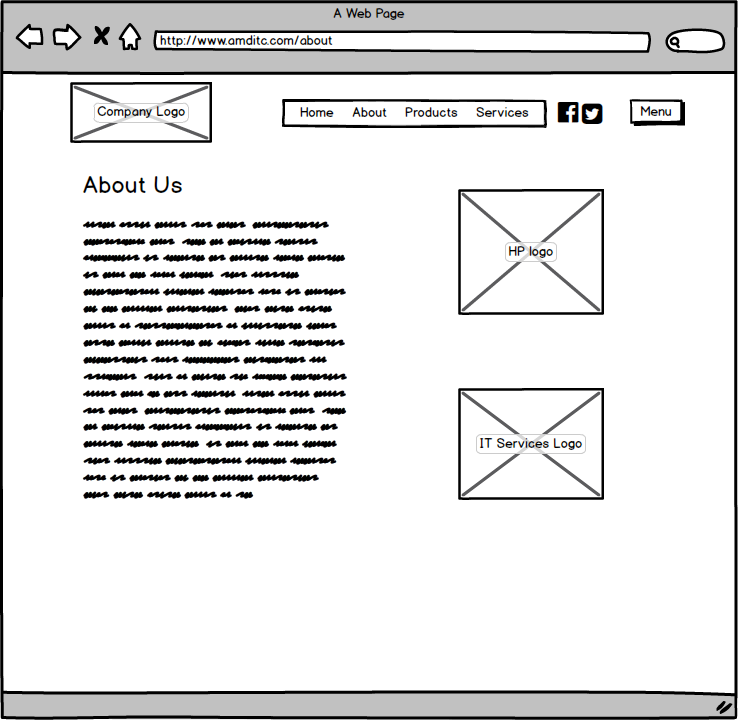 A Web Page
http://www.amditc.com/about
Company Logo
Home About Products Services
Menu
About Us
HP logo
IT Services Logo